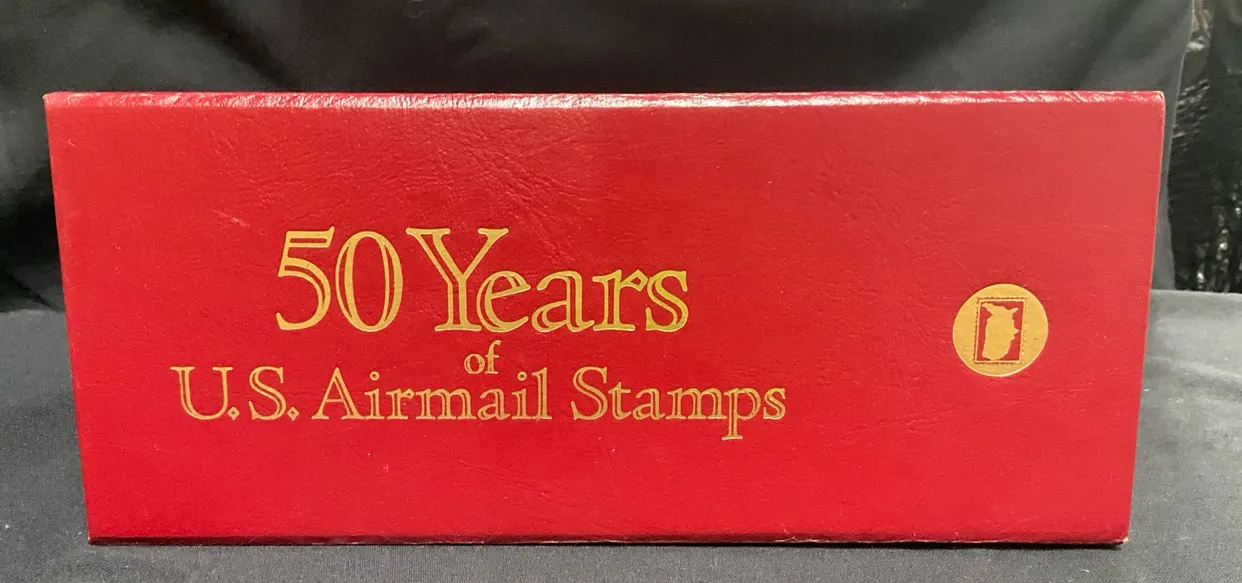 50 Years
of
U.S. Airmail Stamps